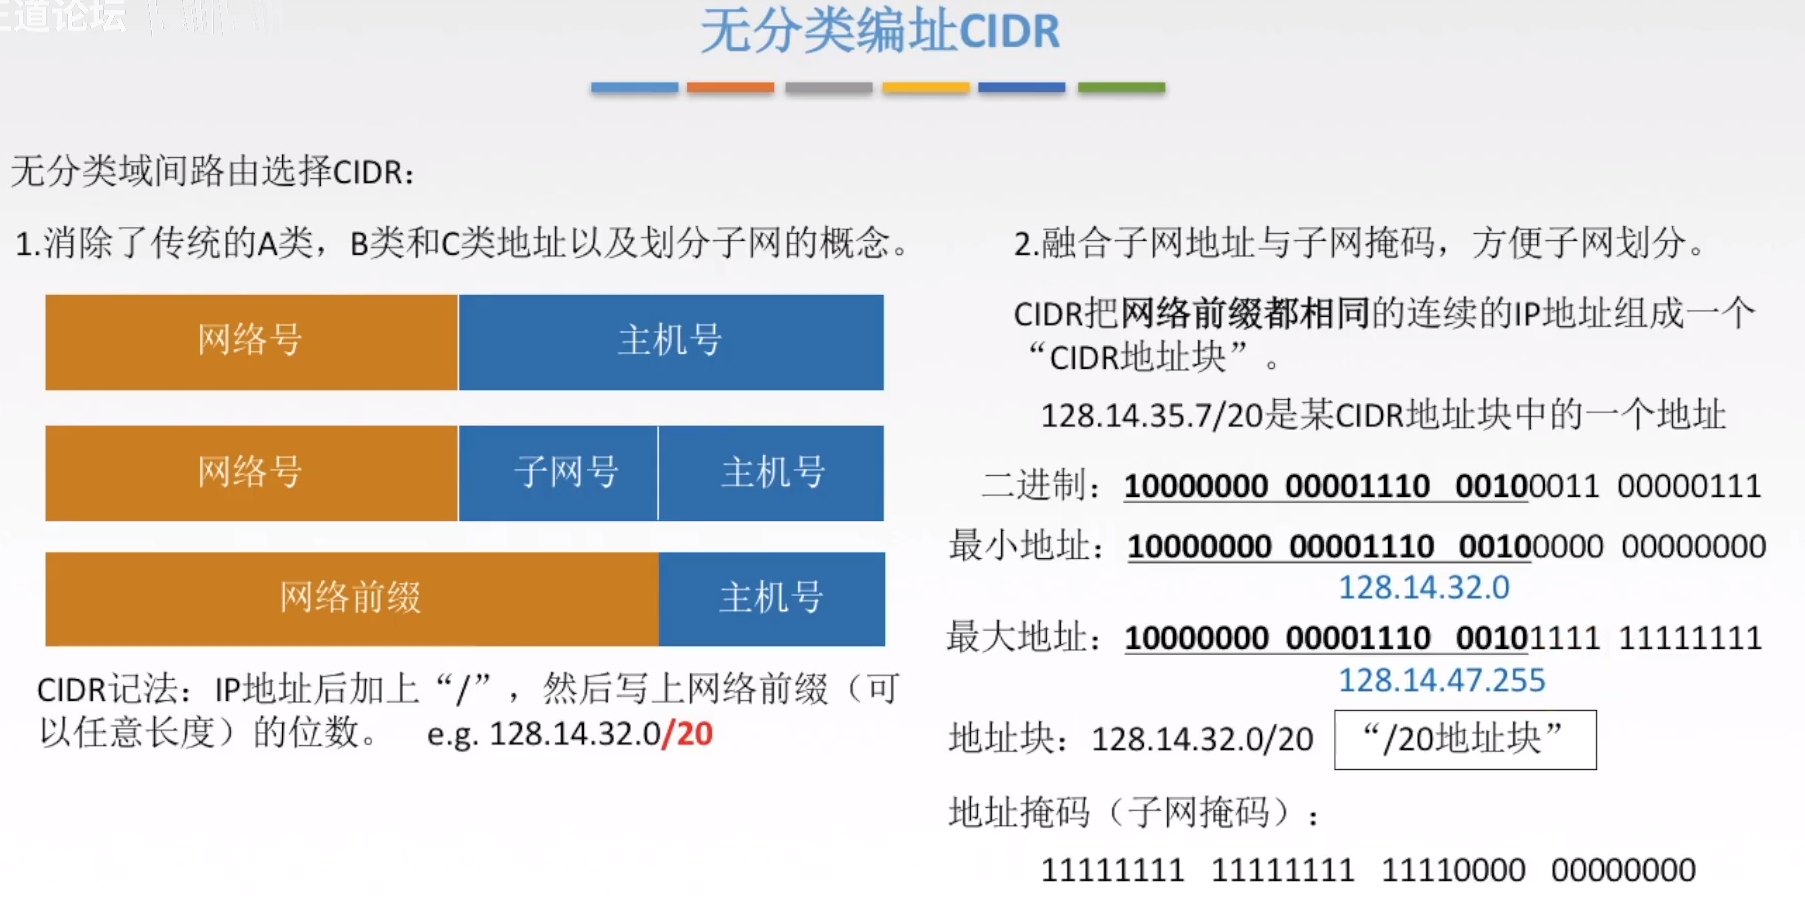 王道论坛
无分类编址CIDR
无分类域间路由选择CIDR：
1.消除了传统的A类，B类和C类地址以及划分子网的概念。
网络号 主机号
网络号 子网号 主机号
网络前缀 主机号
CIDR记法：IP地址后加上“/”，然后写上网络前缀（可
以任意长度）的位数。 e.g. 128.14.32.0/20
2.融合子网地址与子网掩码，方便子网划分。
CIDR把网络前缀都相同的连续的IP地址组成一个
“CIDR地址块”。
128.14.35.7/20是某CIDR地址块中的一个地址
二进制：10000000 00001110 00100011 00000111
最小地址：10000000 00001110 00100000 00000000
128.14.32.0
最大地址：10000000 00001110 00101111 11111111
128.14.47.255
地址块：128.14.32.0/20 “/20地址块”
地址掩码（子网掩码）：
11111111 11111111 11110000 00000000